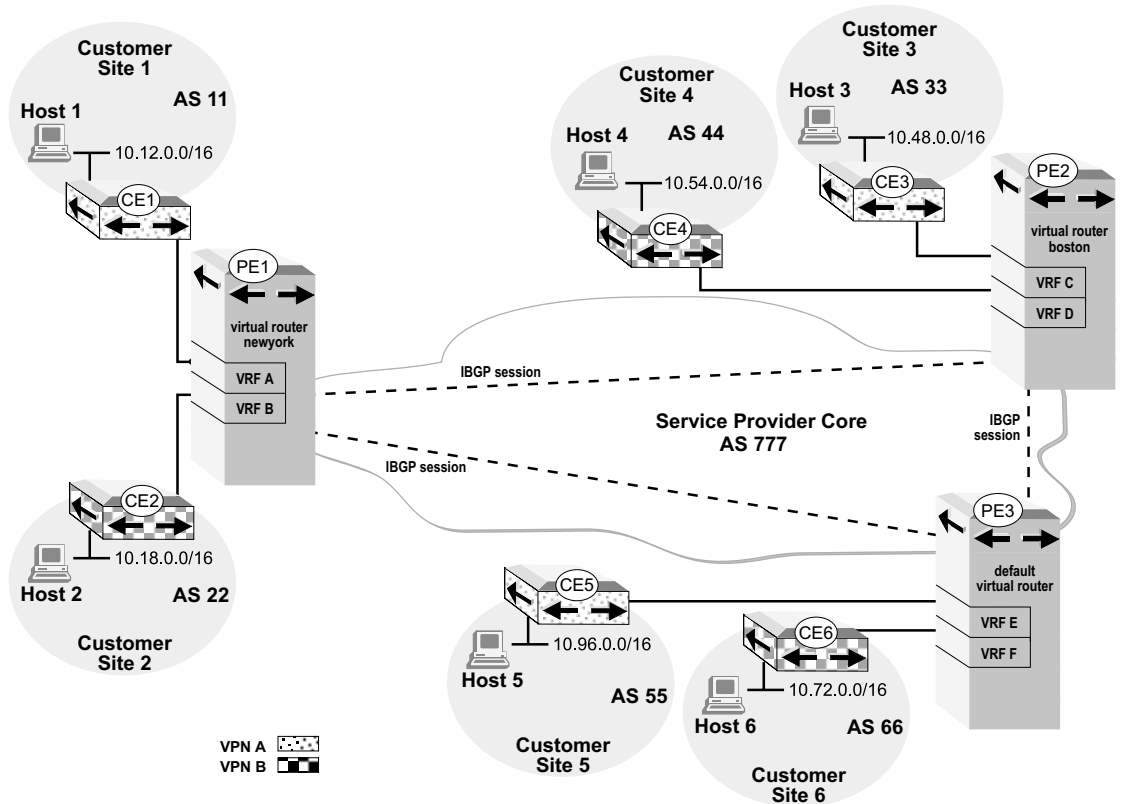 Customer
Site 1
AS 11
Host 1
10.12.0.0/16
CE1
Customer
Site 4
AS 44
Host 4
10.54.0.0/16
CE4
Customer
Site 3
AS 33
Host 3
10.48.0.0/16
CE3
PE2
virtual router
boston
VRF C
VRF D
PE1
virtual router
newyork
VRF A
VRF B
IBGP session
Service Provider Core
AS 777
IBGP
session
IBGP session
CE2
10.18.0.0/16
Host 2
AS 22
Customer
Site 2
PE3
default
virtual router
VRF E
VRF F
CE5
10.96.0.0/16
Host 5
AS 55
Customer
Site 5
CE6
10.72.0.0/16
Host 6
AS 66
Customer
Site 6
VPN A
VPN B